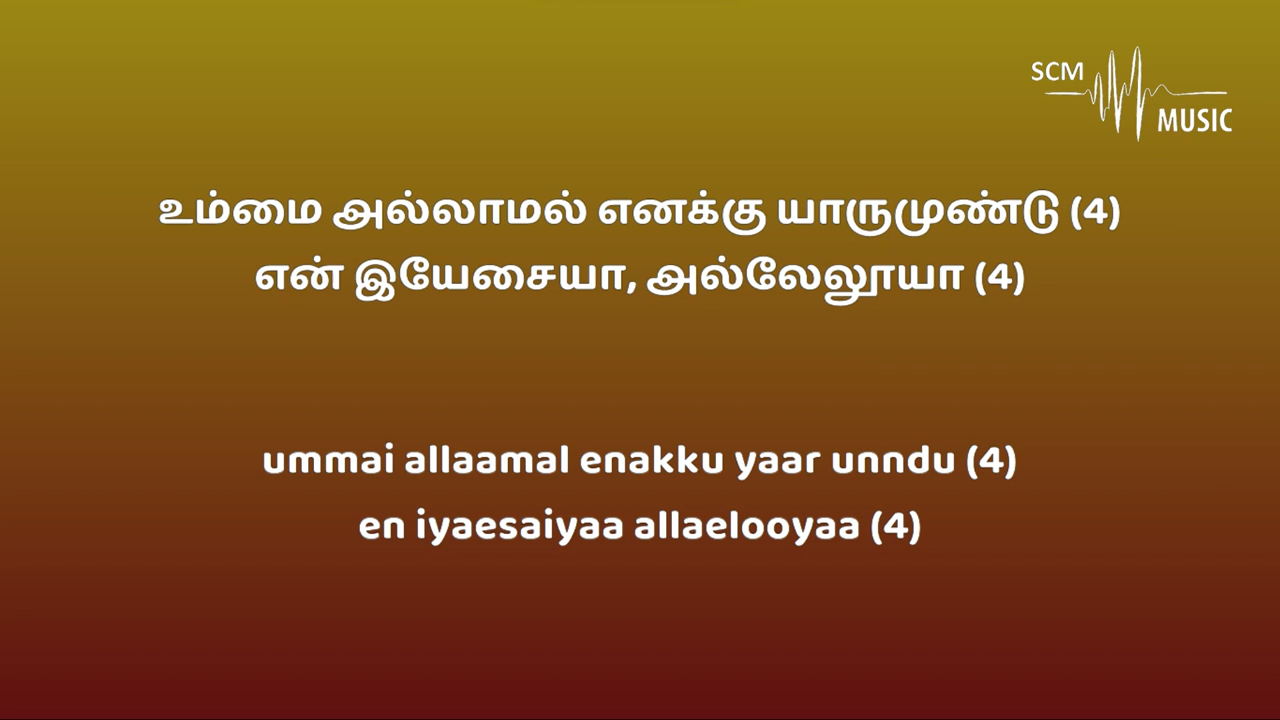 SCM
MUSIC
உம்மை அல்லாமல் எனக்கு யாருமுண்டு (4)
என் இயேசையா, அல்லேலூயா (4)
ummai allaamal enakku yaar unndu (4)
en iyaesaiyaa allaelooyaa (4)